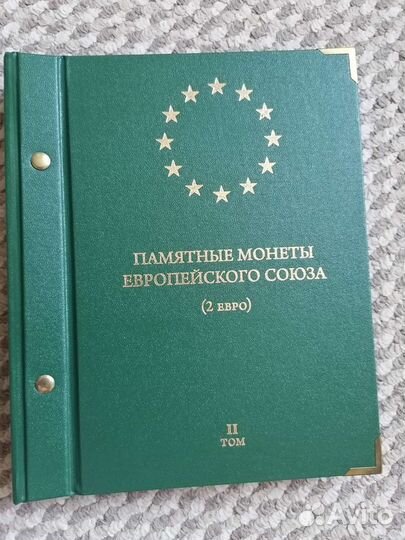 ПАМЯТНЫЕ МОНЕТЫ
ЕВРОПЕЙСКОГО СОЮЗА
(2 ЕВРО)
II
ТОМ
Avito